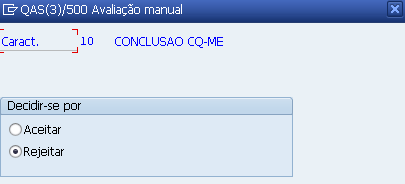 QAS(3)/500 Avaliação manual
Caract. 10 CONCLUSAO CQ-ME
Decidir-se por
Aceitar
Rejeitar